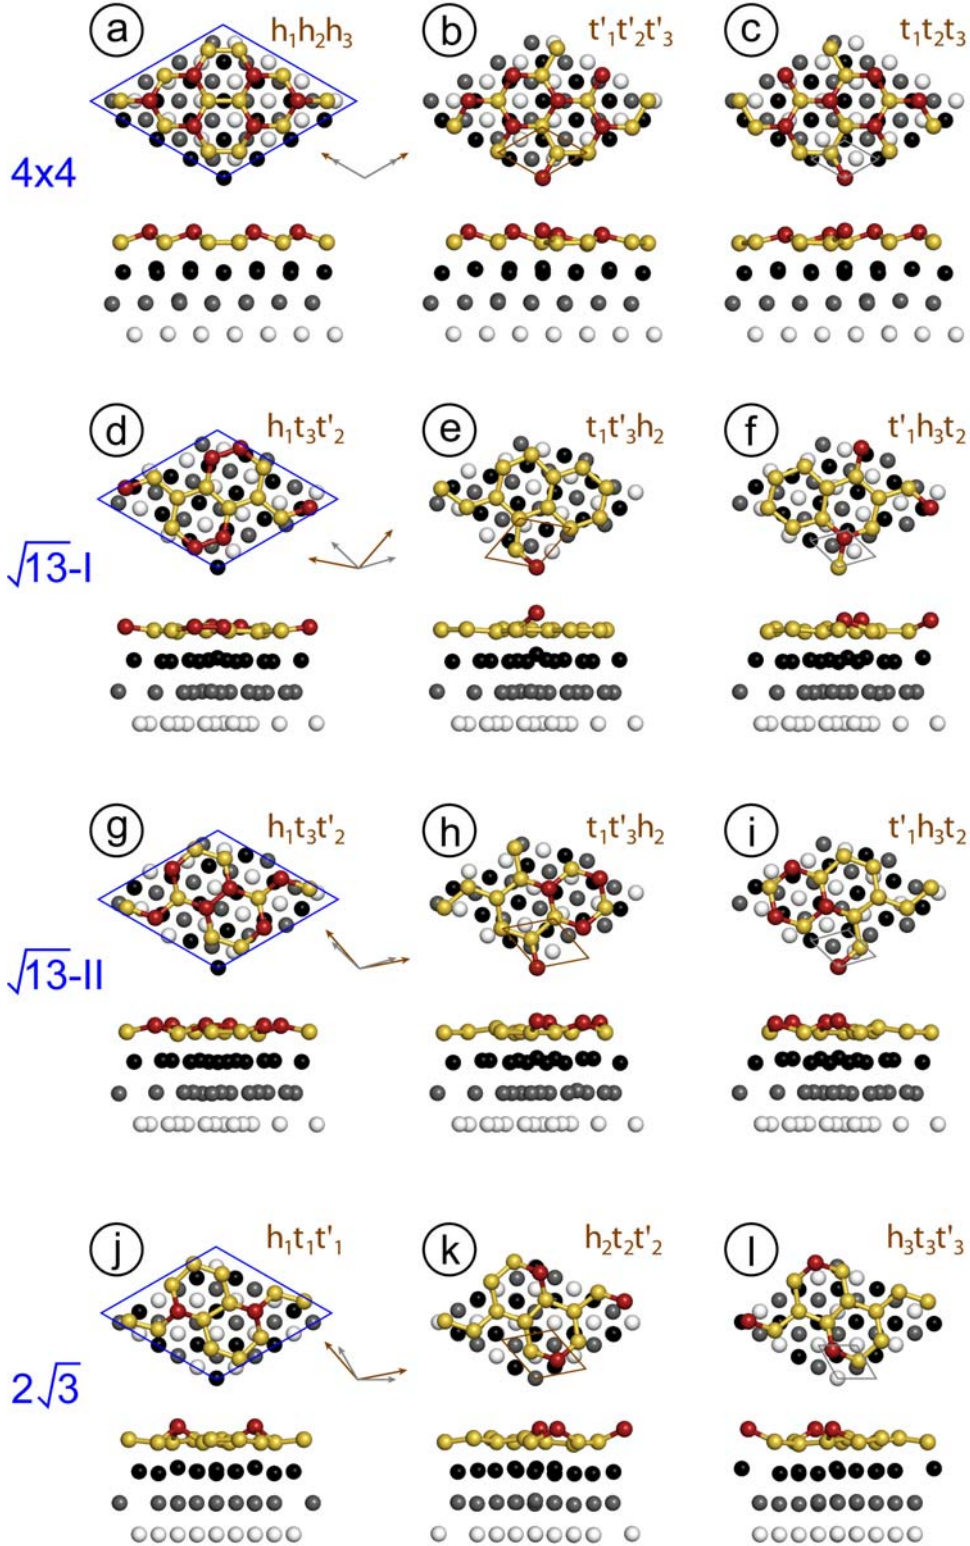 a h₁h₂h₃
b t'₁t'₂t'₃
c t₁t₂t₃
4x4
d h₁t₃t'₂
e t₁t'₃h₂
f t'₁h₃t₂
√13-I
g h₁t₃t'₂
h t₁t'₃h₂
i t'₁h₃t₂
√13-II
j h₁t₁t'₁
k h₂t₂t'₂
l h₃t₃t'₃
2√3